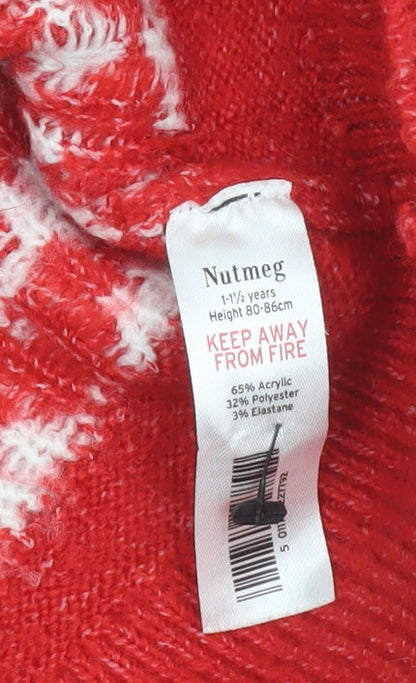 Nutmeg
1-1½ years
Height 80-86cm
KEEP AWAY
FROM FIRE
65% Acrylic
32% Polyester
3% Elastane